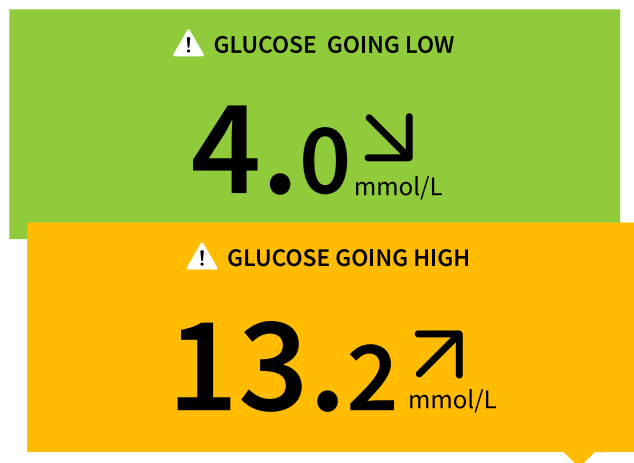 GLUCOSE GOING LOW
4.0
mmol/L
GLUCOSE GOING HIGH
13.2
mmol/L